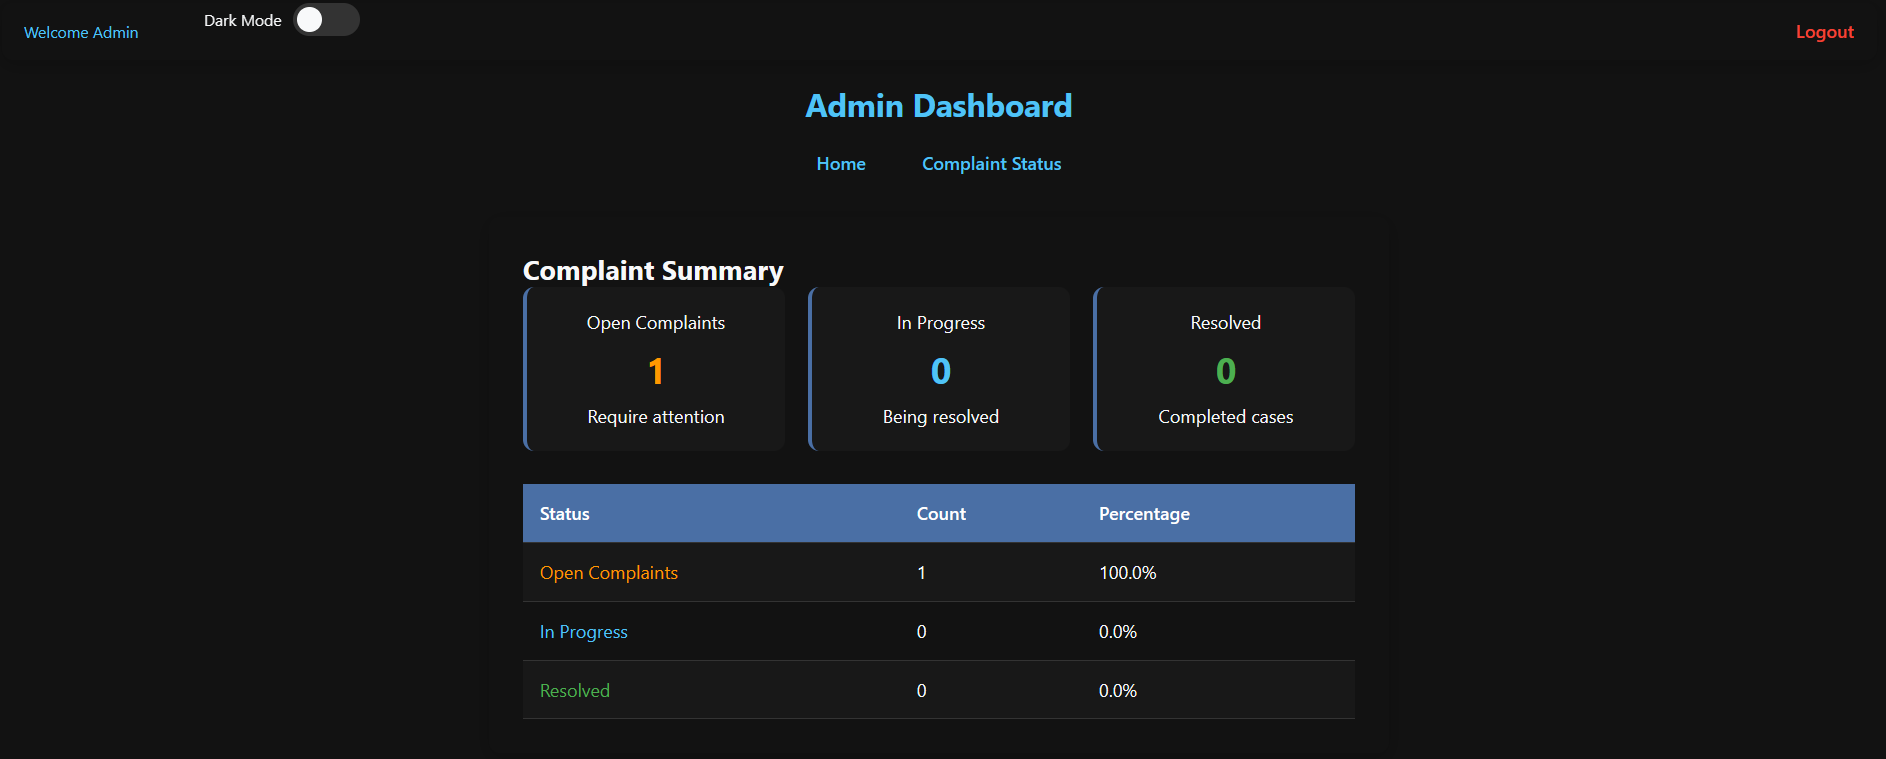 Welcome Admin
Dark Mode
Logout
Admin Dashboard
Home Complaint Status
Complaint Summary
Open Complaints
1
Require attention
In Progress
0
Being resolved
Resolved
0
Completed cases
Status Count Percentage
Open Complaints 1 100.0%
In Progress 0 0.0%
Resolved 0 0.0%